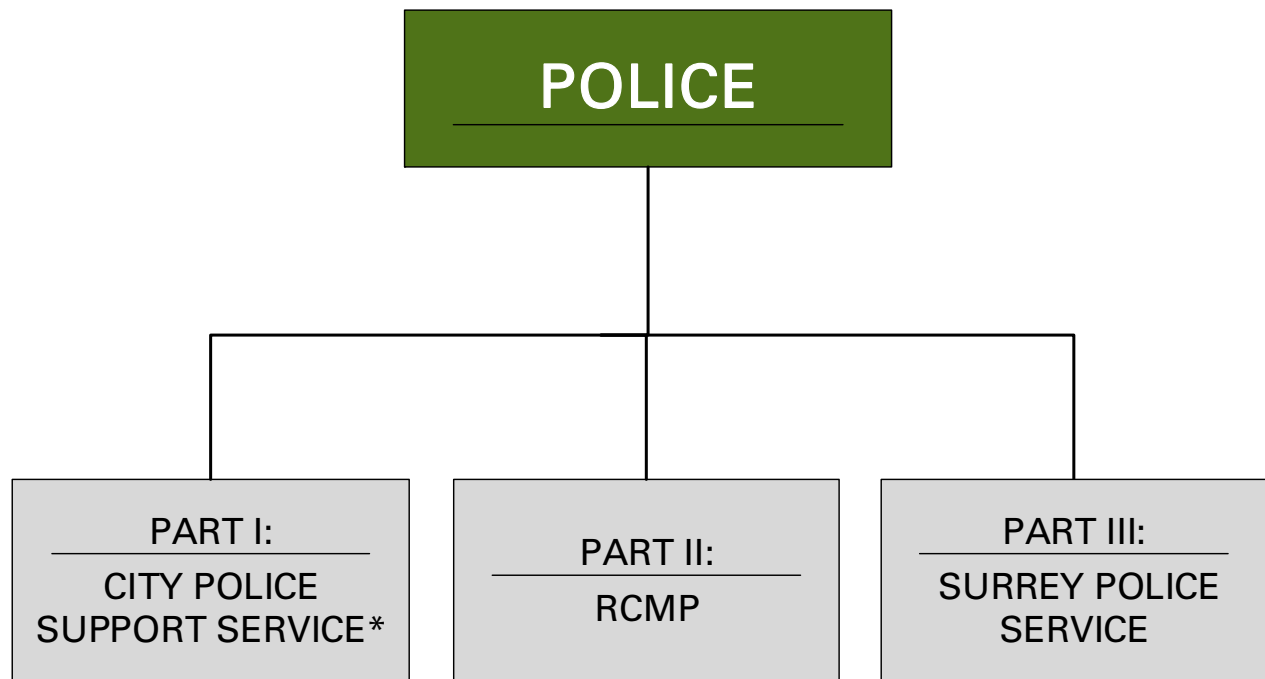 POLICE
PART I:
CITY POLICE
SUPPORT SERVICE*
PART II:
RCMP
PART III:
SURREY POLICE
SERVICE